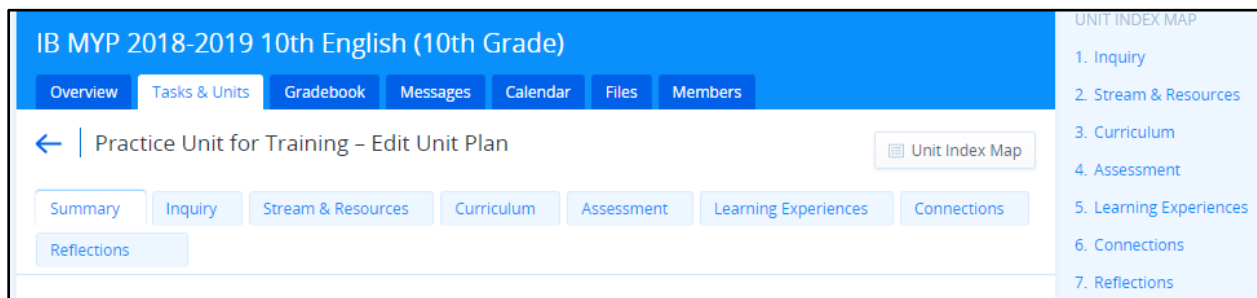 IB MYP 2018-2019 10th English (10th Grade)
Overview Tasks & Units Gradebook Messages Calendar Files Members
Practice Unit for Training – Edit Unit Plan
Unit Index Map
Summary Inquiry Stream & Resources Curriculum Assessment Learning Experiences Connections
Reflections
UNIT INDEX MAP
1. Inquiry
2. Stream & Resources
3. Curriculum
4. Assessment
5. Learning Experiences
6. Connections
7. Reflections